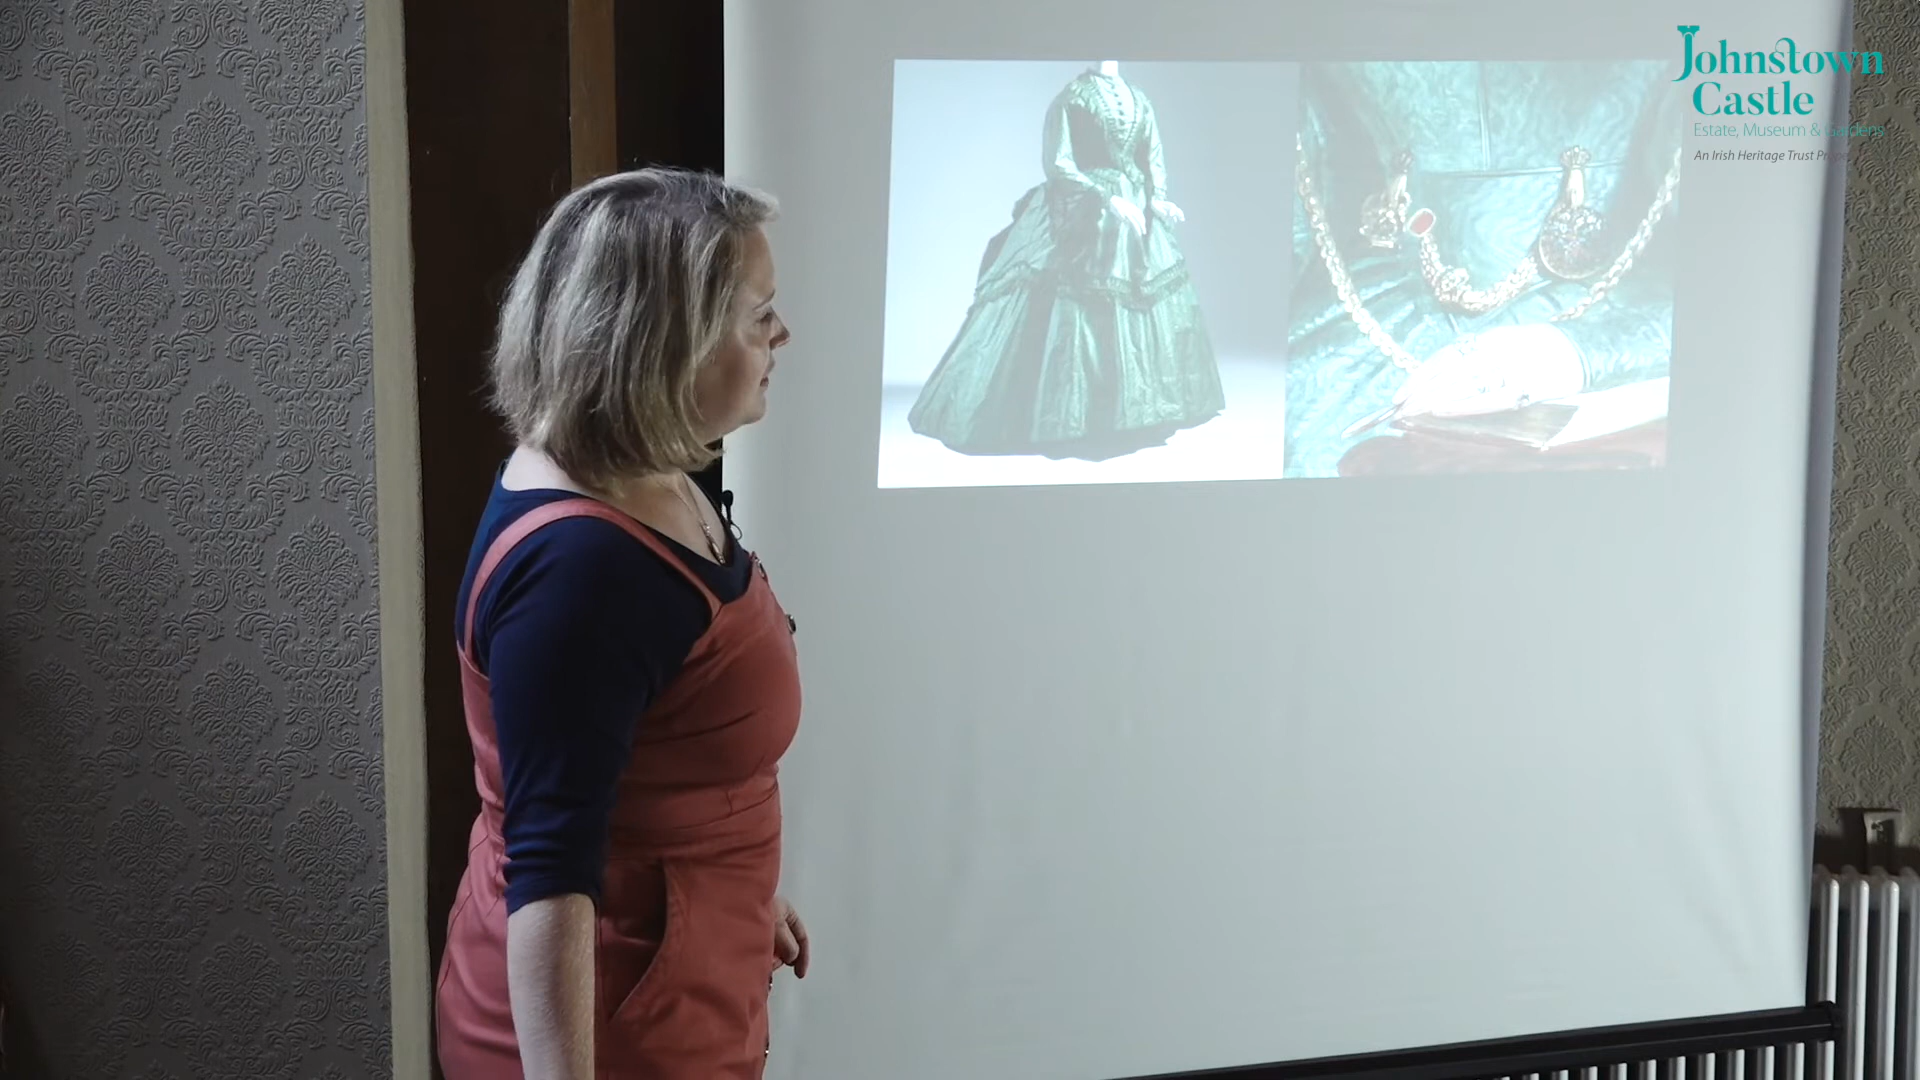 Johnstown
Castle
Estate, Museum & Gardens
An Irish Heritage Trust